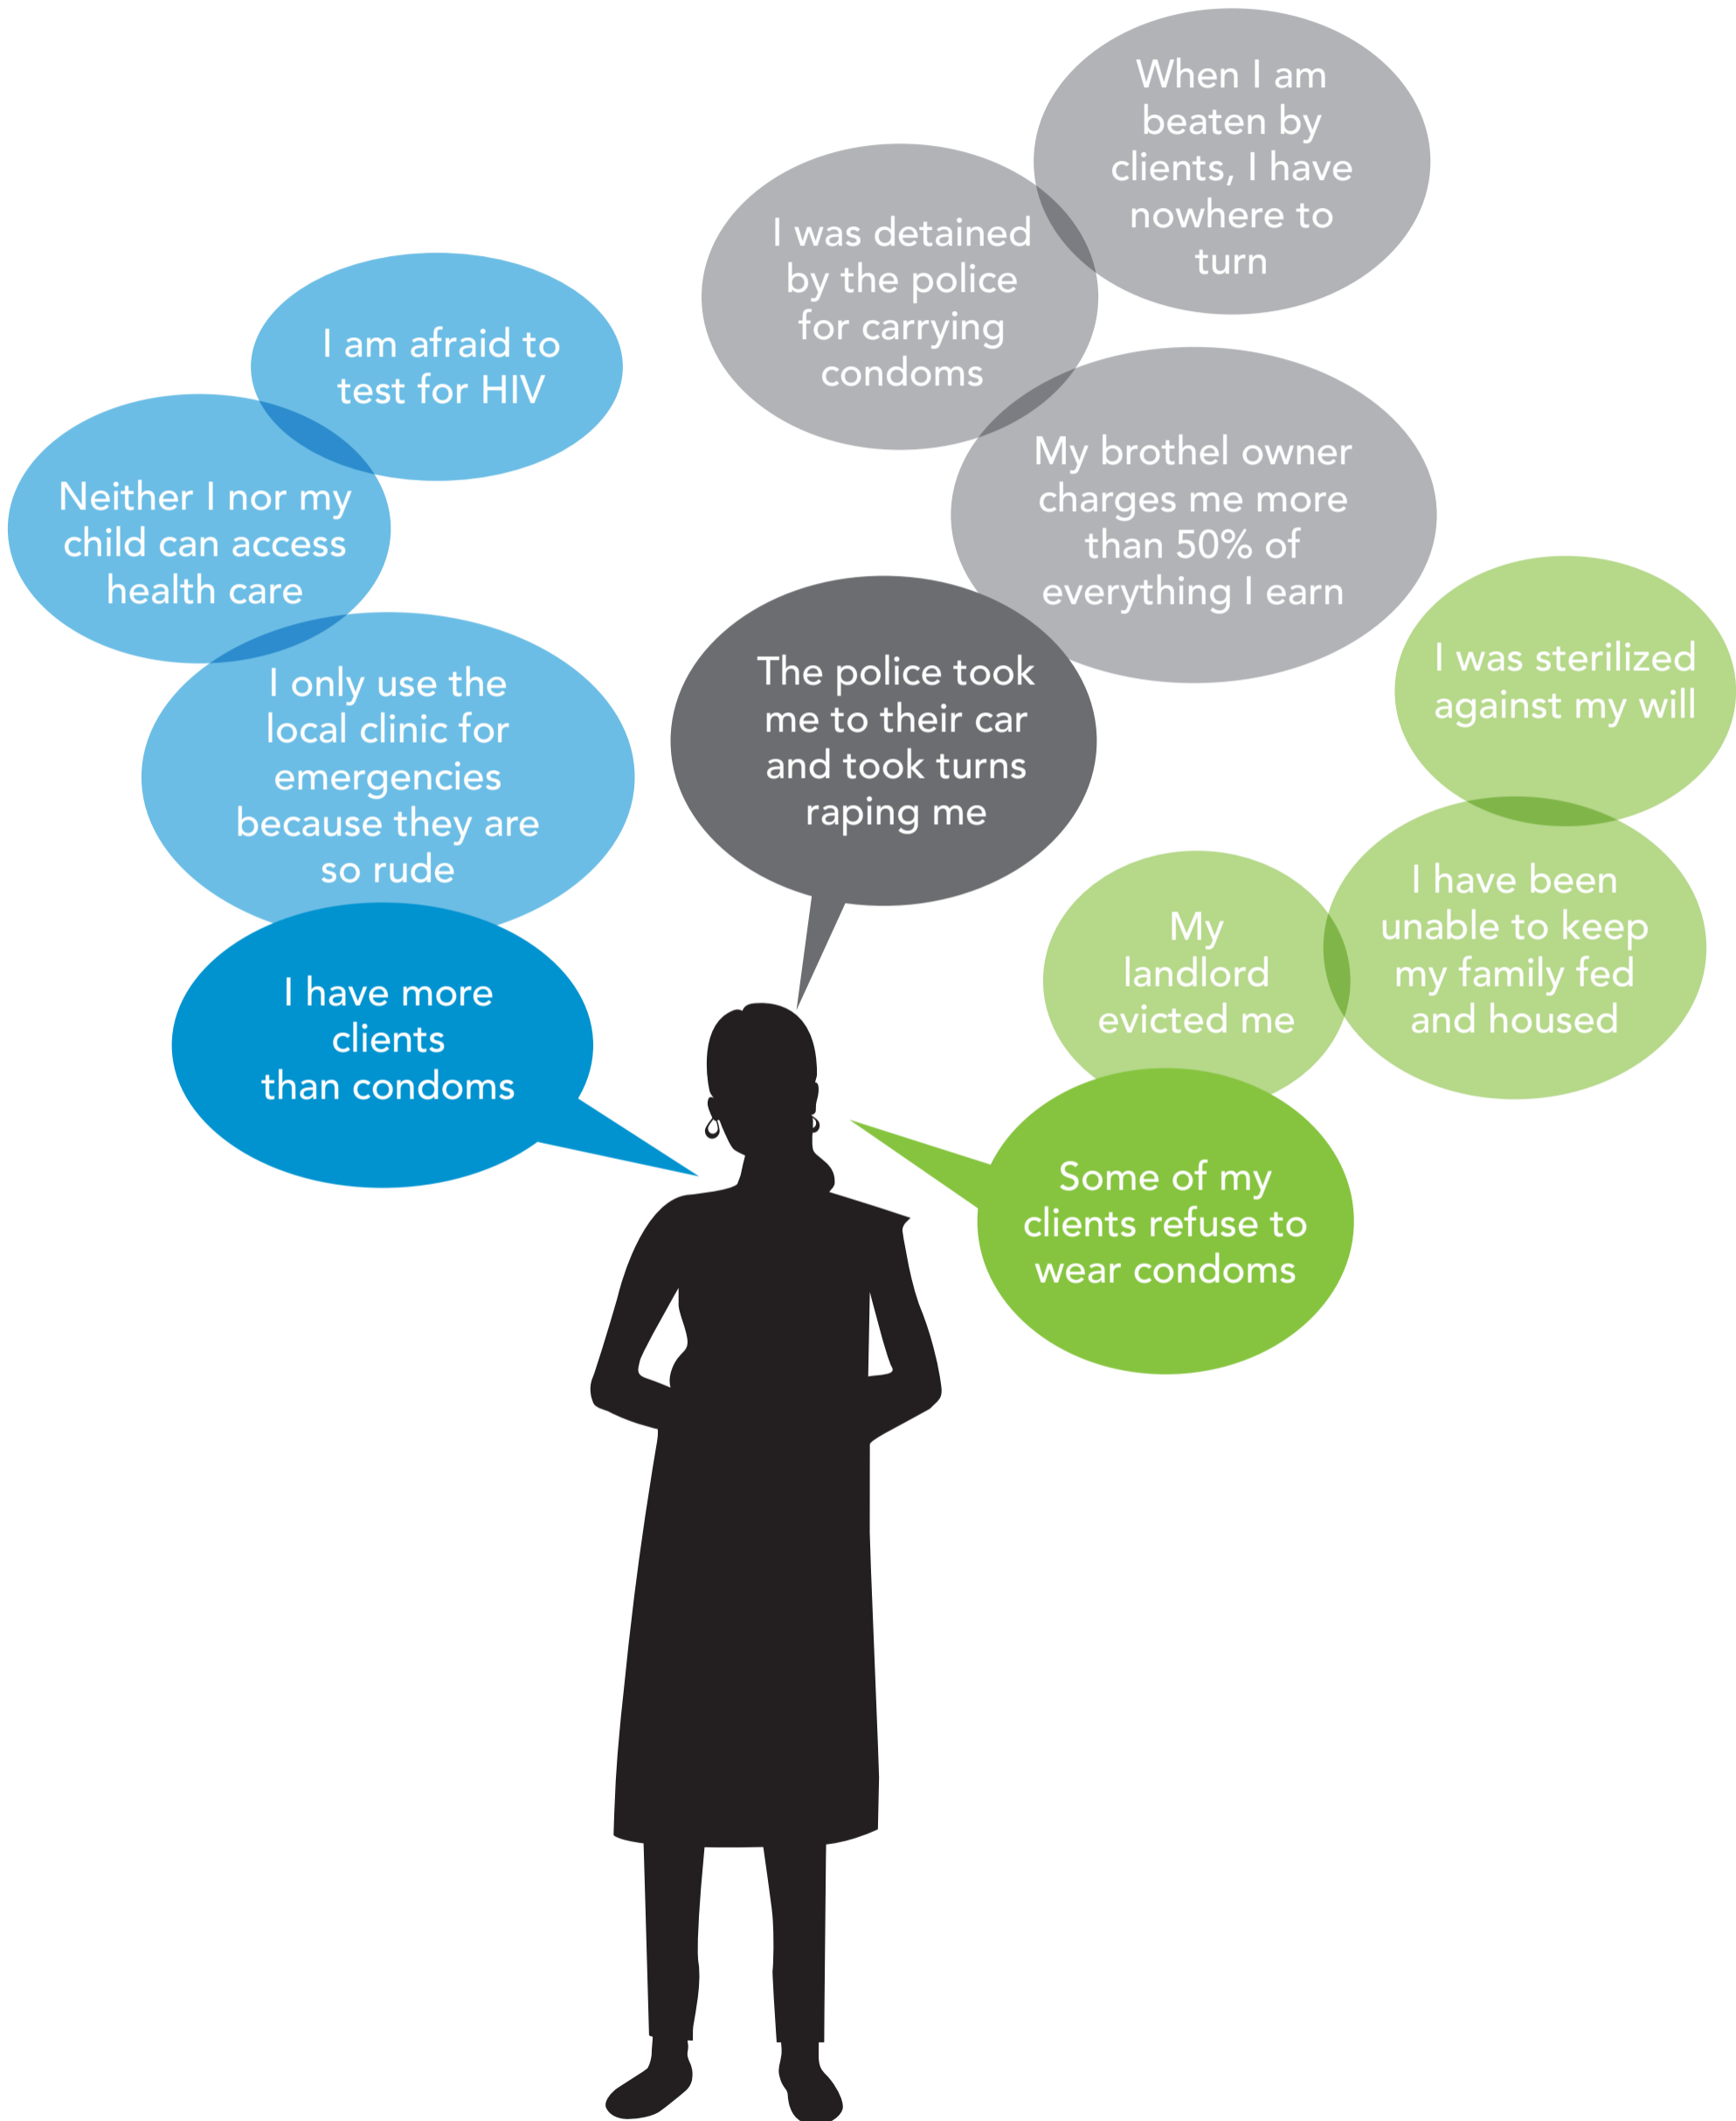 When I am
beaten by
clients, I have
nowhere to
turn
I was detained
by the police
for carrying
condoms
My brothel owner
charges me more
than 50% of
everything I earn
The police took
me to their car
and took turns
raping me
I am afraid to
test for HIV
Neither I nor my
child can access
health care
I only use the
local clinic for
emergencies
because they are
so rude
I have more
clients
than condoms
I was sterilized
against my will
I have been
unable to keep
my family fed
and housed
My
landlord
evicted me
Some of my
clients refuse to
wear condoms